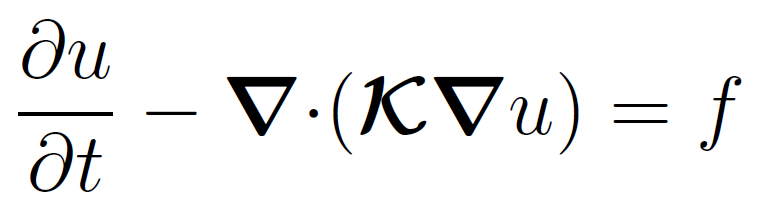 ∂u/∂t − 𝛁·(𝓚𝛁u) = f